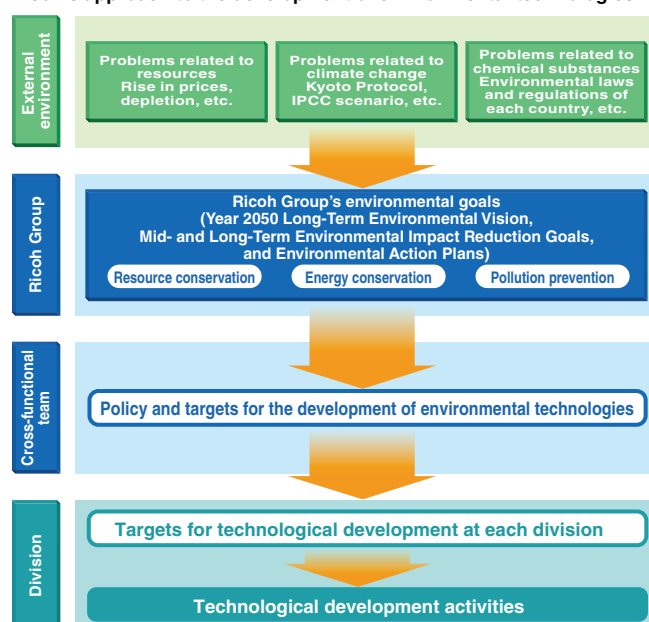 External
environment
Problems related to
resources
Rise in prices,
depletion, etc.
Problems related to
climate change
Kyoto Protocol,
IPCC scenario, etc.
Problems related to
chemical substances
Environmental laws
and regulations of
each country, etc.
Ricoh Group
Ricoh Group's environmental goals
(Year 2050 Long-Term Environmental Vision,
Mid- and Long-Term Environmental Impact Reduction Goals,
and Environmental Action Plans)
Resource conservation
Energy conservation
Pollution prevention
Cross-functional
team
Policy and targets for the development of environmental technologies
Division
Targets for technological development at each division
Technological development activities